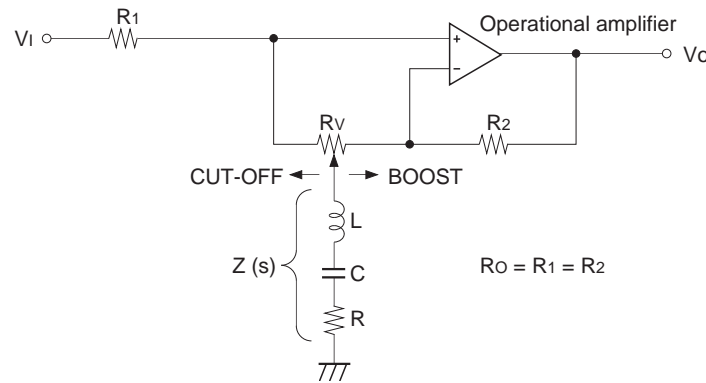 R1
Operational amplifier
VI
+
VO
−
RV
R2
CUT-OFF
BOOST
L
Z (s)
C
RO = R1 = R2
R